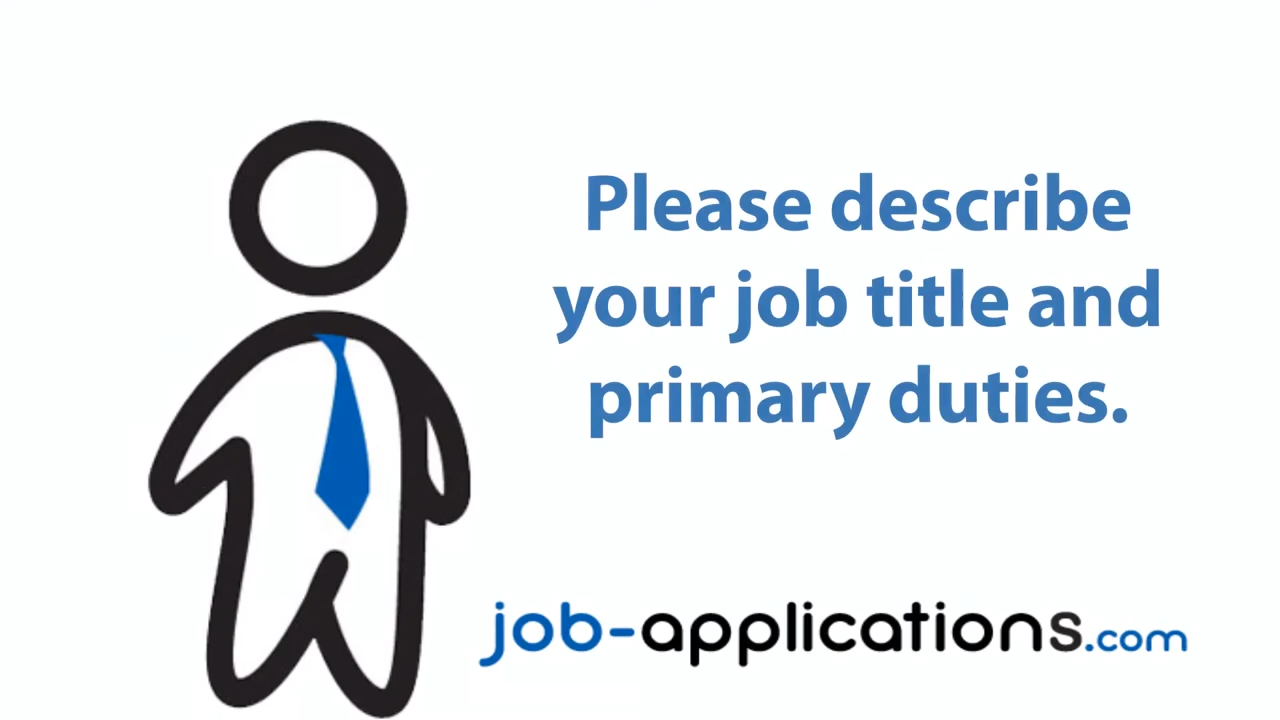 Please describe
your job title and
primary duties.
job-applications.com